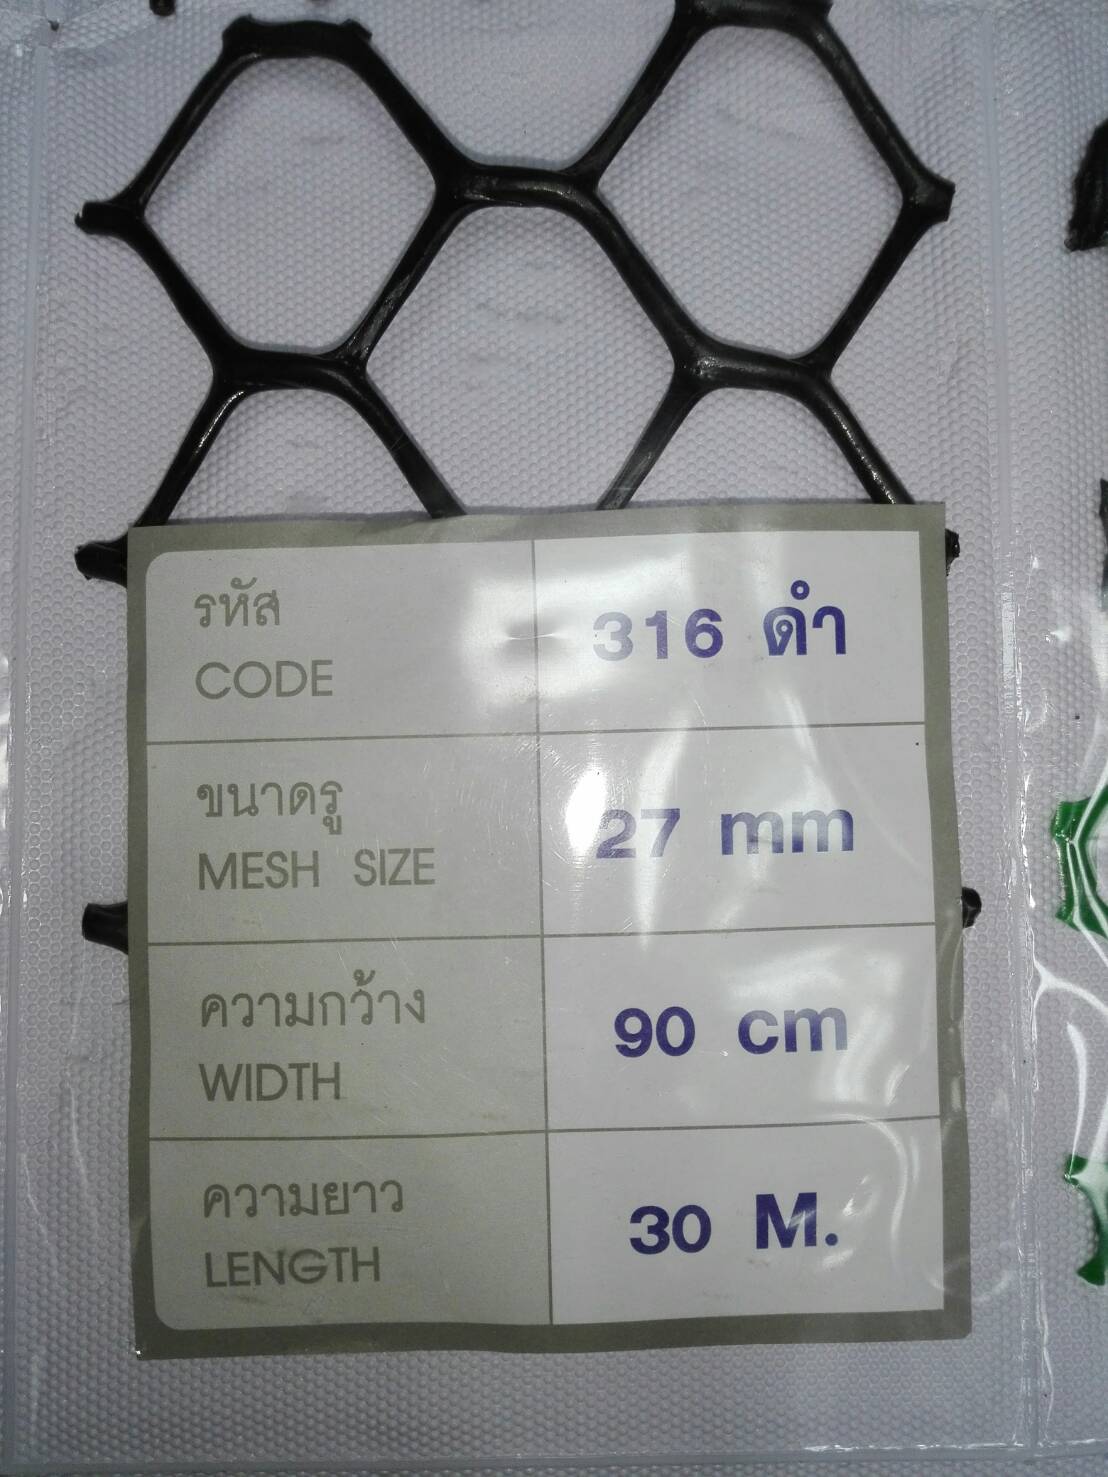 รหัส
CODE
316 ดำ
ขนาดรู
MESH SIZE
27 mm
ความกว้าง
WIDTH
90 cm
ความยาว
LENGTH
30 M.